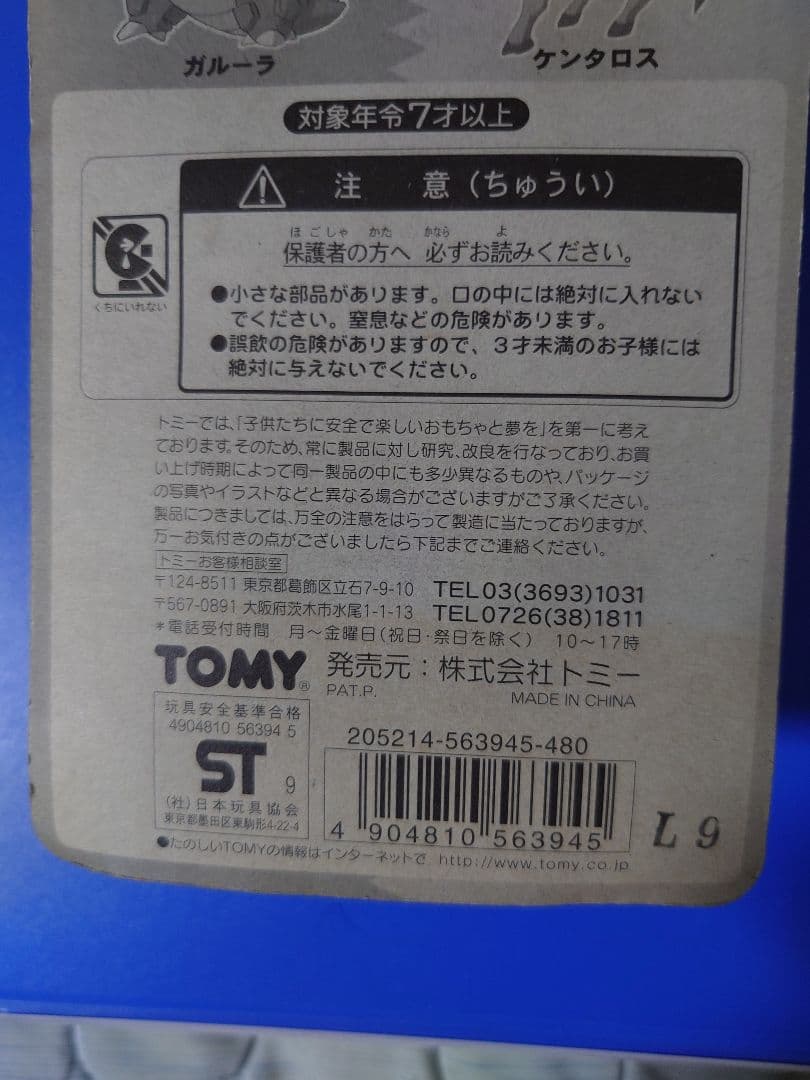 ガルーラ
ケンタロス
対象年令7才以上
注 意(ちゅうい)
ほごしゃ かた かなら よ
保護者の方へ 必ずお読みください。
くちにいれない
●小さな部品があります。口の中には絶対に入れない
でください。窒息などの危険があります。
●誤飲の危険がありますので、3才未満のお子様には
絶対に与えないでください。
トミーでは、「子供たちに安全で楽しいおもちゃと夢を」を第一に考え
ております。そのため、常に製品に対し研究、改良を行なっており、お買
い上げ時期によって同一製品の中にも多少異なるものや、パッケージ
の写真やイラストなどと異なる場合がございますがご了承ください。
製品につきましては、万全の注意をはらって製造に当たっておりますが、
万一お気付きの点がございましたら下記までご連絡ください。
トミーお客様相談室
〒124-8511 東京都葛飾区立石7-9-10 TEL03(3693)1031
〒567-0891 大阪府茨木市水尾1-1-13 TEL0726(38)1811
*電話受付時間 月〜金曜日(祝日・祭日を除く) 10〜17時
TOMY® 発売元:株式会社トミー
PAT.P. MADE IN CHINA
玩具安全基準合格
4904810 56394 5
ST 9
(社)日本玩具協会
東京都墨田区東駒形4-22-4
205214-563945-480
4 904810 563945
L 9
●たのしいTOMYの情報はインターネットで http://www.tomy.co.jp